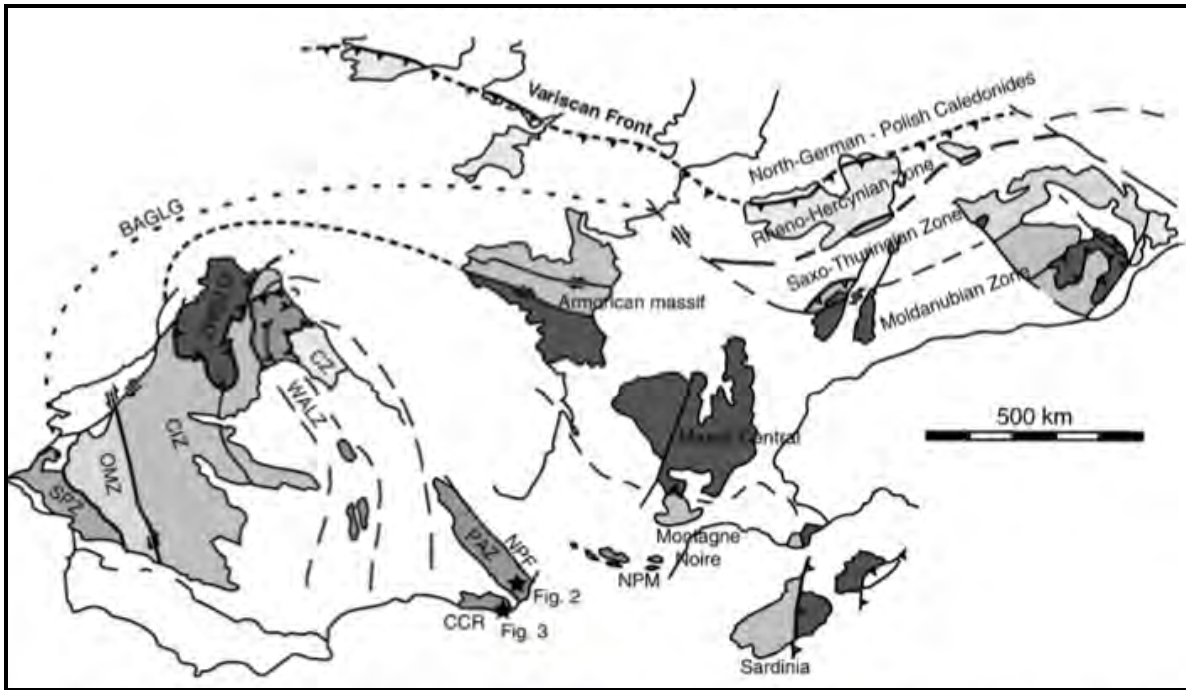 Variscan Front
North-German - Polish Caledonides
Rheno-Hercynian Zone
Saxo-Thuringian Zone
Moldanubian Zone
BAGLG
Armorican massif
CZ
WALZ
CIZ
OMZ
SPZ
500 km
Massif Central
Montagne
Noire
NPM
PAZ
NPF
Fig. 2
CCR
Fig. 3
Sardinia